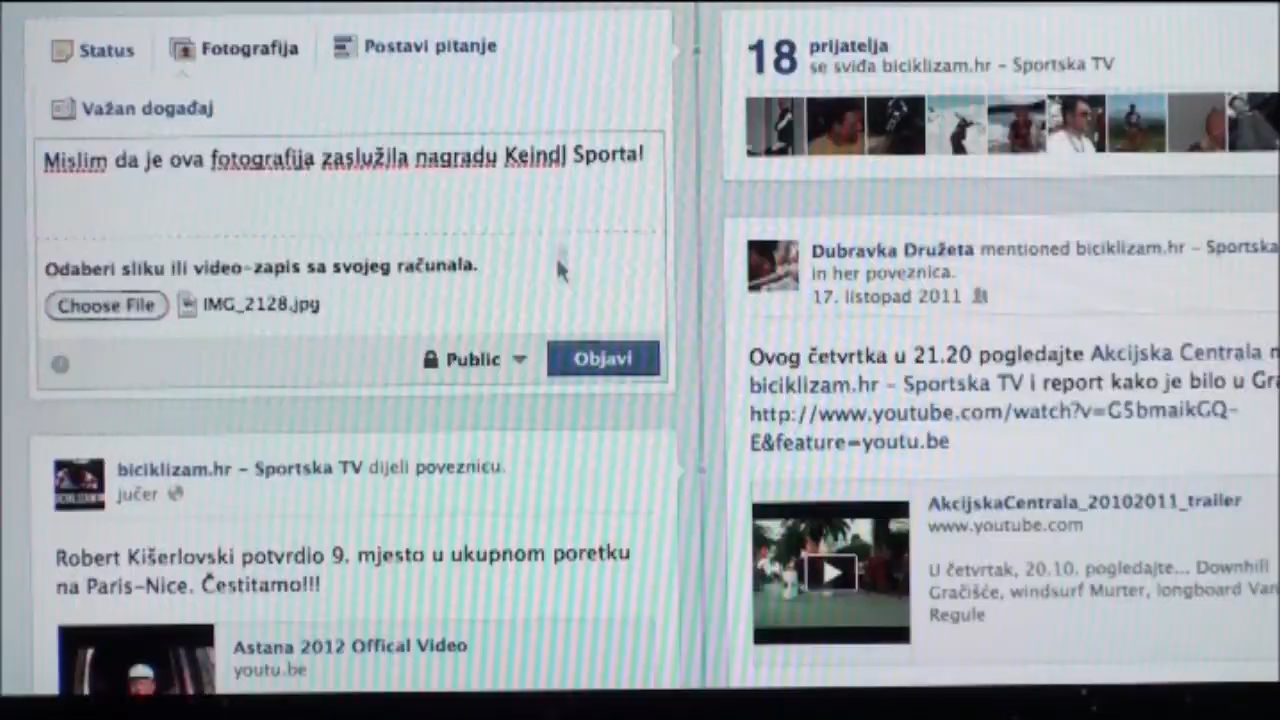 Status
Fotografija
Postavi pitanje
Važan događaj
Mislim da je ova fotografija zaslužila nagradu Keindl Sporta!
Odaberi sliku ili video-zapis sa svojeg računala.
Choose File IMG_2128.jpg
Public
Objavi
biciklizam.hr - Sportska TV dijeli poveznicu.
jučer
Robert Kišerlovski potvrdio 9. mjesto u ukupnom poretku
na Paris-Nice. Čestitamo!!!
Astana 2012 Offical Video
youtu.be
18 prijatelja
se sviđa biciklizam.hr - Sportska TV
Dubravka Družeta mentioned biciklizam.hr - Sportska
in her poveznica.
17. listopad 2011
Ovog četvrtka u 21.20 pogledajte Akcijska Centrala
biciklizam.hr - Sportska TV i report kako je bilo u
http://www.youtube.com/watch?v=G5bmaikGQ-
E&feature=youtu.be
AkcijskaCentrala_20102011_trailer
www.youtube.com
U četvrtak, 20.10. pogledajte... Downhill
Gračišće, windsurf Murter, longboard
Regule